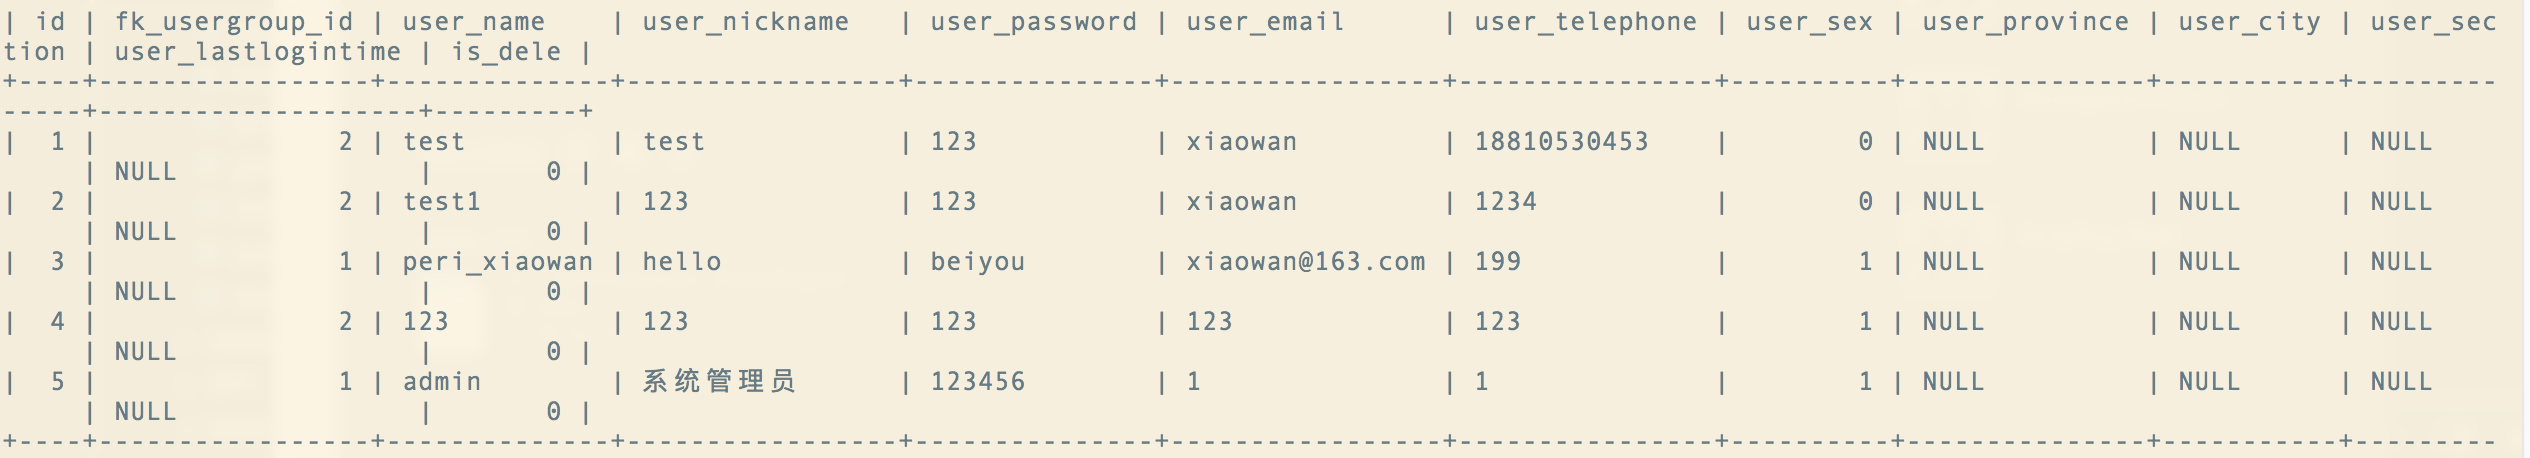 | id | fk_usergroup_id | user_name    | user_nickname   | user_password | user_email      | user_telephone | user_sex | user_province | user_city | user_sec
tion | user_lastlogintime | is_dele |
+----+-----------------+--------------+-----------------+---------------+-----------------+----------------+----------+---------------+-----------+---------
-----+--------------------+---------+
|  1 |               2 | test         | test            | 123           | xiaowan         | 18810530453    |        0 | NULL          | NULL      | NULL
     | NULL               |       0 |
|  2 |               2 | test1        | 123             | 123           | xiaowan         | 1234           |        0 | NULL          | NULL      | NULL
     | NULL               |       0 |
|  3 |               1 | peri_xiaowan | hello           | beiyou        | xiaowan@163.com | 199            |        1 | NULL          | NULL      | NULL
     | NULL               |       0 |
|  4 |               2 | 123          | 123             | 123           | 123             | 123            |        1 | NULL          | NULL      | NULL
     | NULL               |       0 |
|  5 |               1 | admin        | 系统管理员      | 123456        | 1               | 1              |        1 | NULL          | NULL      | NULL
     | NULL               |       0 |
+----+-----------------+--------------+-----------------+---------------+-----------------+----------------+----------+---------------+-----------+---------